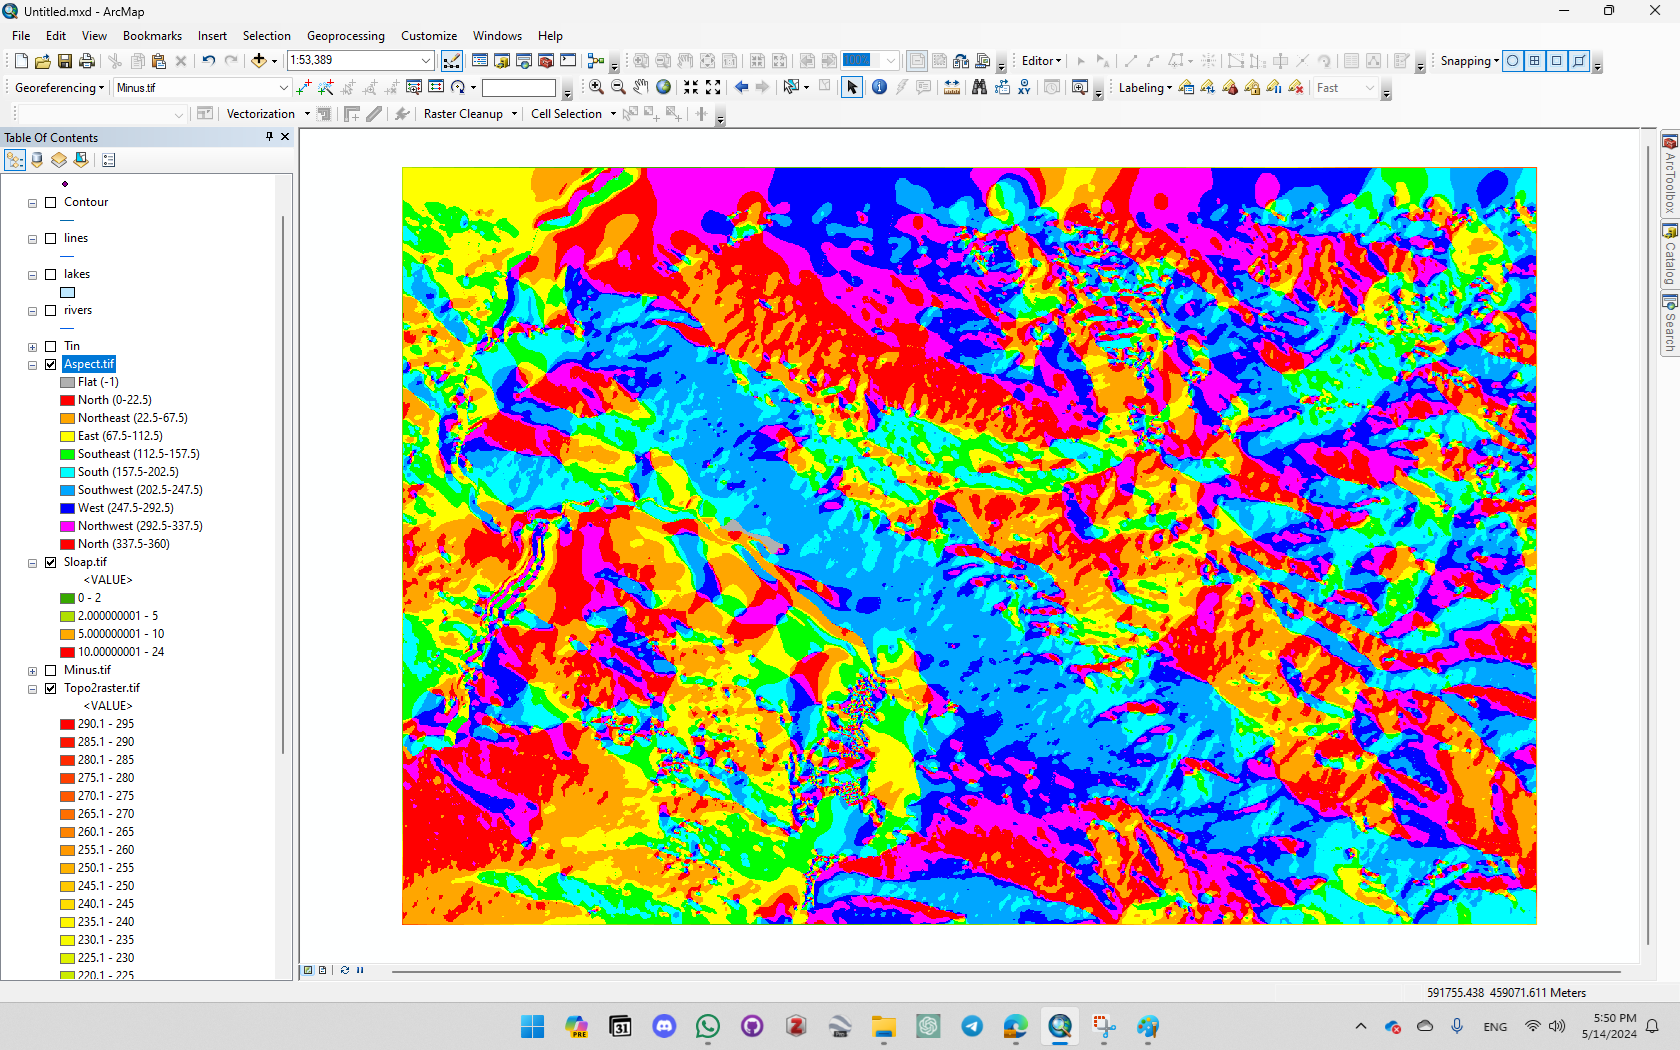 Untitled.mxd - ArcMap
File Edit View Bookmarks Insert Selection Geoprocessing Customize Windows Help
1:53,389 100% Editor Snapping
Georeferencing Minus.tif Labeling Fast
Vectorization Raster Cleanup Cell Selection
Table Of Contents
Contour
lines
lakes
rivers
Tin
Aspect.tif
Flat (-1)
North (0-22.5)
Northeast (22.5-67.5)
East (67.5-112.5)
Southeast (112.5-157.5)
South (157.5-202.5)
Southwest (202.5-247.5)
West (247.5-292.5)
Northwest (292.5-337.5)
North (337.5-360)
Sloap.tif
<VALUE>
0 - 2
2.000000001 - 5
5.000000001 - 10
10.00000001 - 24
Minus.tif
Topo2raster.tif
<VALUE>
290.1 - 295
285.1 - 290
280.1 - 285
275.1 - 280
270.1 - 275
265.1 - 270
260.1 - 265
255.1 - 260
250.1 - 255
245.1 - 250
240.1 - 245
235.1 - 240
230.1 - 235
225.1 - 230
220.1 - 225
ArcToolbox
Catalog
Search
591755.438 459071.611 Meters
PRE
31
ENG
5:50 PM
5/14/2024